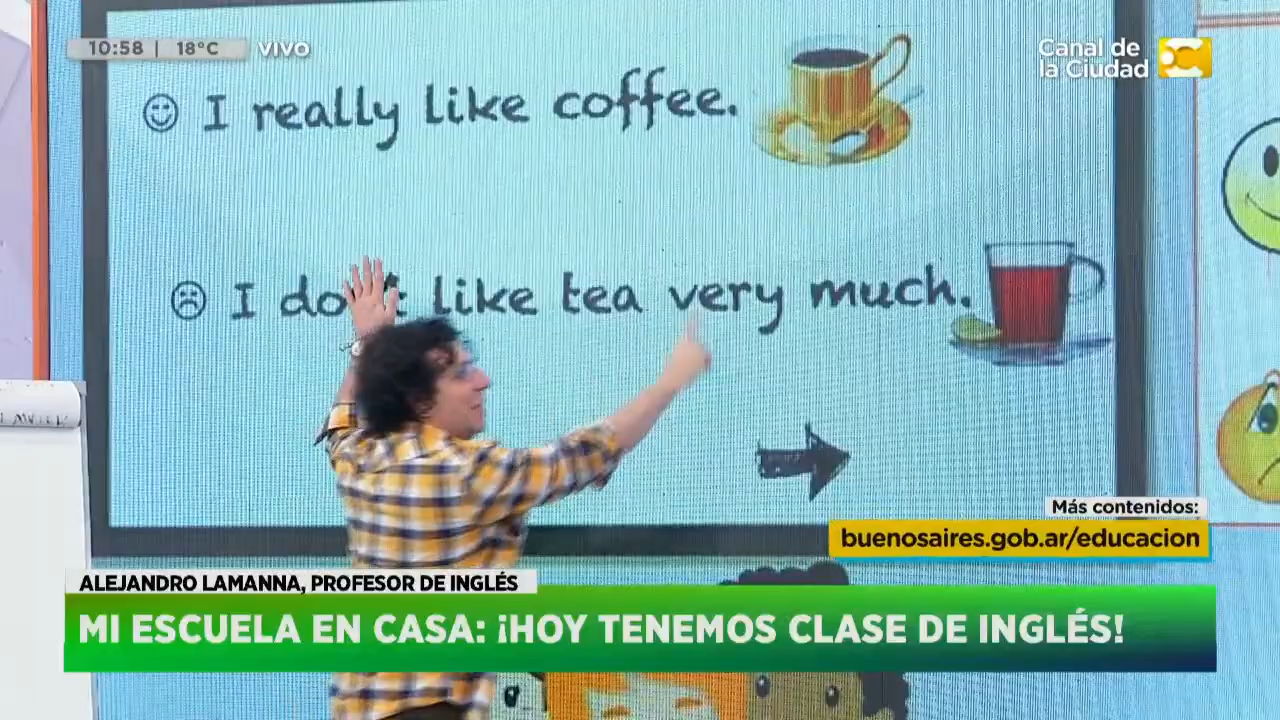 10:58 | 18°C VIVO
Canal de
la Ciudad
I really like coffee.
I don't like tea very much.
Más contenidos:
buenosaires.gob.ar/educacion
ALEJANDRO LAMANNA, PROFESOR DE INGLÉS
MI ESCUELA EN CASA: ¡HOY TENEMOS CLASE DE INGLÉS!